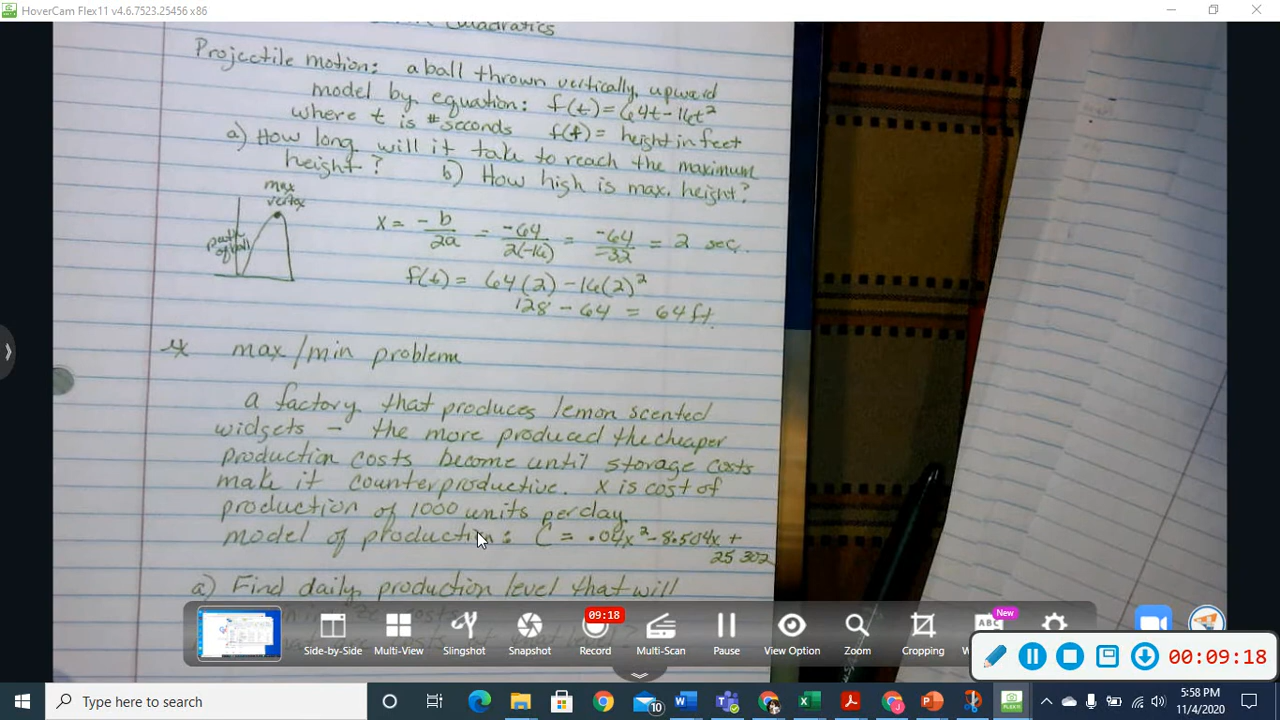 HoverCam Flex11 v4.6.7523.25456 x86
Quadratics
Projectile motion: a ball thrown vertically upward
model by equation: f(t) = 64t - 16t²
where t is # seconds f(t) = height in feet
a) How long will it take to reach the maximum
height? b) How high is max. height?
max
vertex
path
of ball
x = -b/2a = -64/2(-16) = -64/-32 = 2 sec.
f(t) = 64(2) - 16(2)²
128 - 64 = 64 ft.
ex max/min problem
a factory that produces lemon scented
widgets - the more produced the cheaper
production costs become until storage costs
make it counterproductive. x is cost of
production of 1000 units per day
model of production: C = .04x² - 8.504x +
25302
a) Find daily production level that will
Side-by-Side
Multi-View
Slingshot
Snapshot
09:18
Record
Multi-Scan
Pause
View Option
Zoom
Cropping
New
ABC
00:09:18
Type here to search
10
5:58 PM
11/4/2020